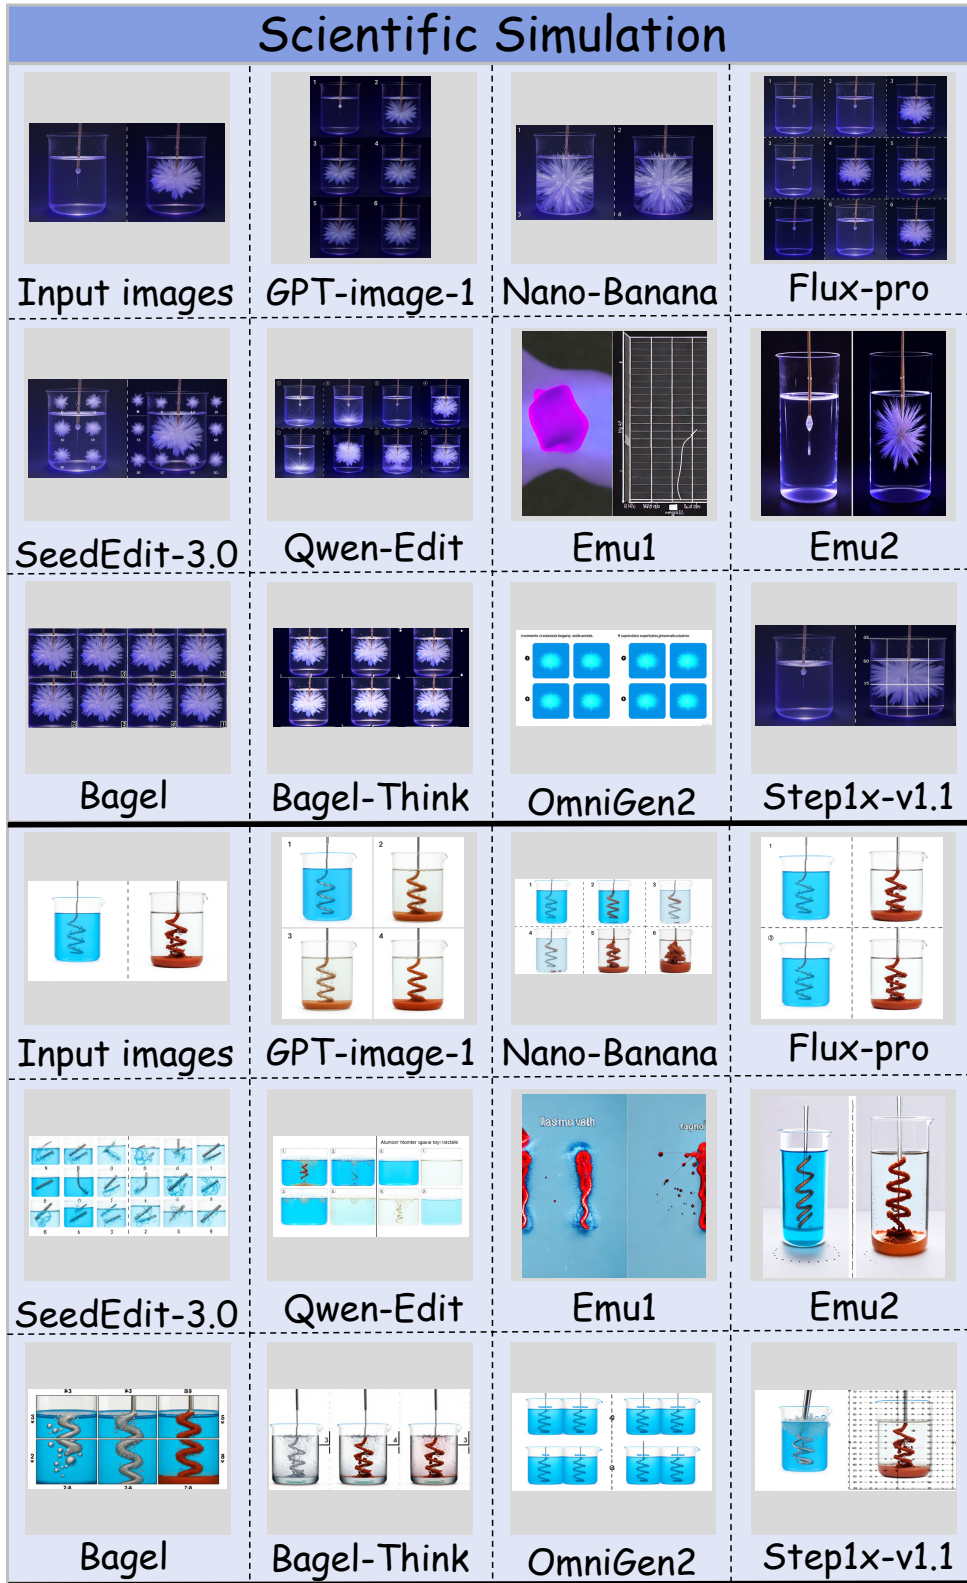 Scientific Simulation
Input images
GPT-image-1
Nano-Banana
Flux-pro
SeedEdit-3.0
Qwen-Edit
Emu1
Emu2
Bagel
Bagel-Think
OmniGen2
Step1x-v1.1
Input images
GPT-image-1
Nano-Banana
Flux-pro
SeedEdit-3.0
Qwen-Edit
Emu1
Emu2
Bagel
Bagel-Think
OmniGen2
Step1x-v1.1